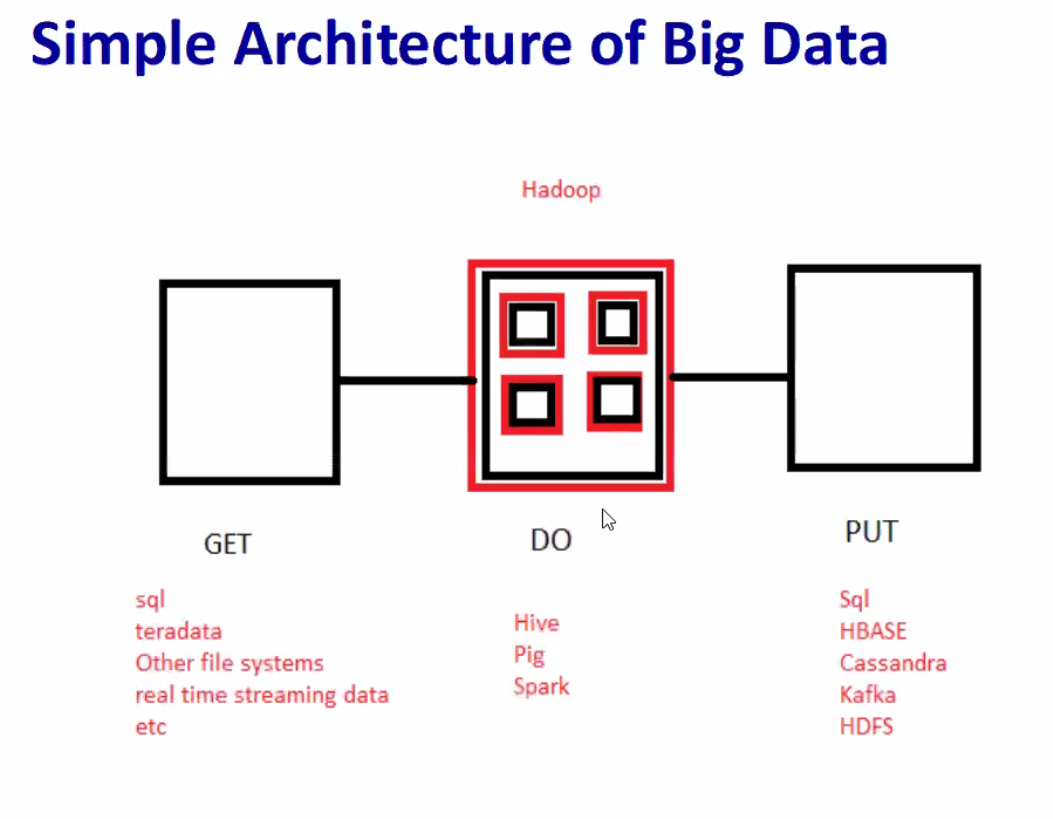 Simple Architecture of Big Data
Hadoop
GET
sql
teradata
Other file systems
real time streaming data
etc
DO
Hive
Pig
Spark
PUT
Sql
HBASE
Cassandra
Kafka
HDFS